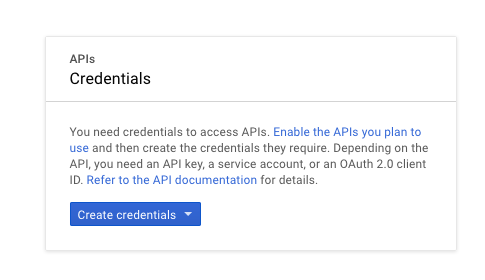 APIs
Credentials
You need credentials to access APIs. Enable the APIs you plan to
use and then create the credentials they require. Depending on the
API, you need an API key, a service account, or an OAuth 2.0 client
ID. Refer to the API documentation for details.
Create credentials